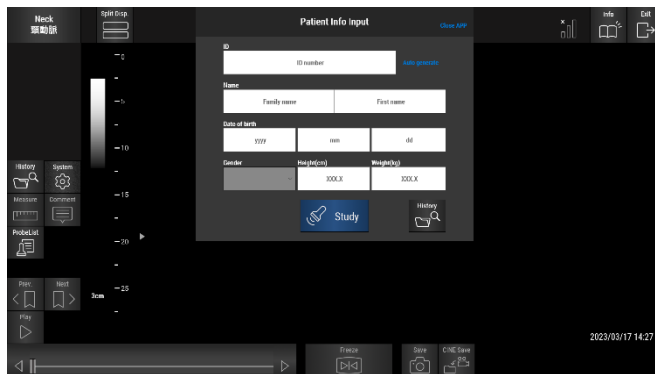 Neck
頸動脈
Split Disp.
Patient Info Input
Close APP
Info
Exit
ID
ID number
Auto generate
Name
Family name
First name
Date of birth
yyyy
mm
dd
Gender
Height(cm)
Weight(kg)
XXX.X
XXX.X
Study
History
0
5
10
15
20
25
3cm
History
System
Measure
Comment
ProbeList
Prev.
Next
Play
2023/03/17 14:27
Freeze
Save
CINE Save